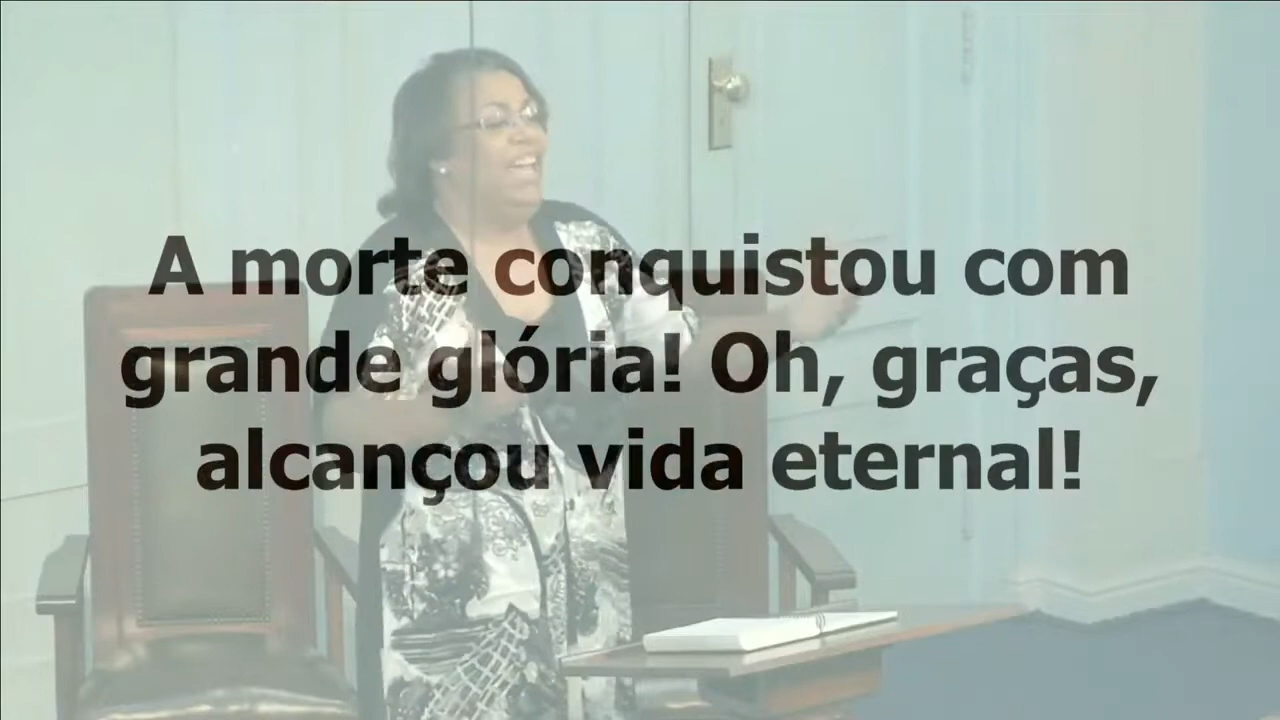 A morte conquistou com
grande glória! Oh, graças,
alcançou vida eternal!